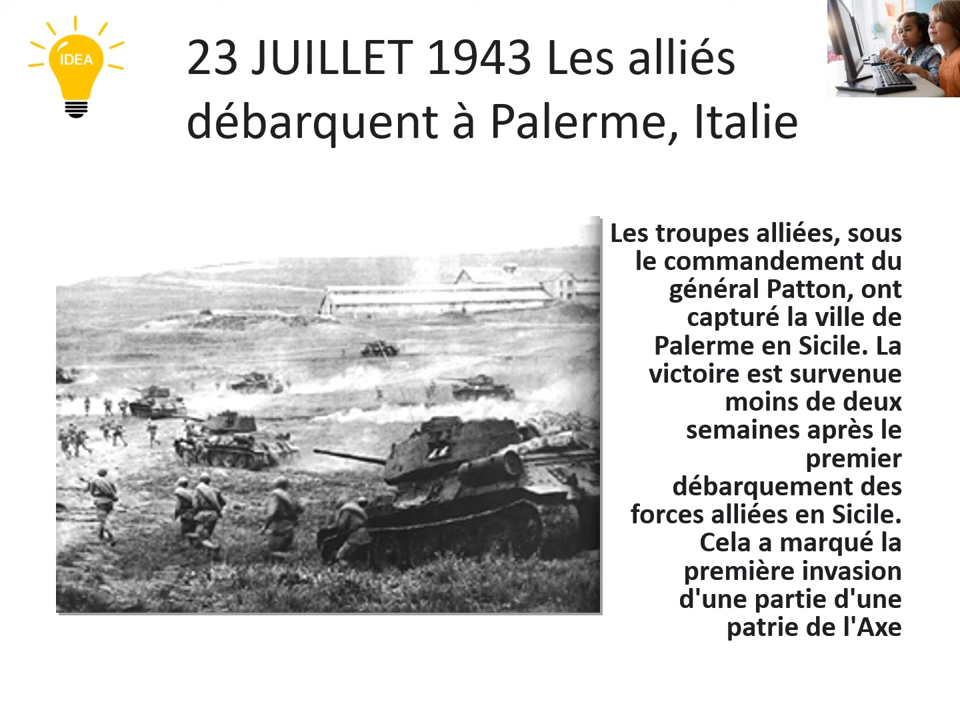 IDEA
23 JUILLET 1943 Les alliés
débarquent à Palerme, Italie
Les troupes alliées, sous
le commandement du
général Patton, ont
capturé la ville de
Palerme en Sicile. La
victoire est survenue
moins de deux
semaines après le
premier
débarquement des
forces alliées en Sicile.
Cela a marqué la
première invasion
d'une partie d'une
patrie de l'Axe